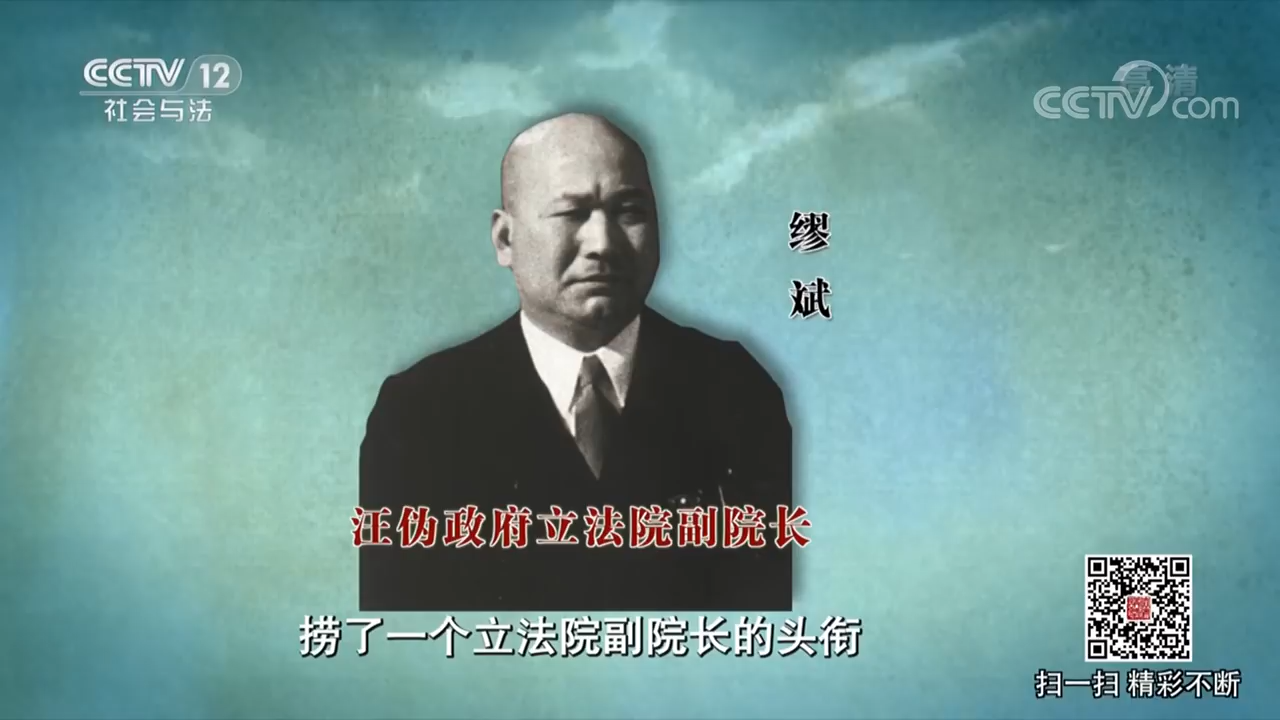 CCTV 12
社会与法
高清
CCTV.com
缪斌
汪伪政府立法院副院长
捞了一个立法院副院长的头衔
扫一扫 精彩不断